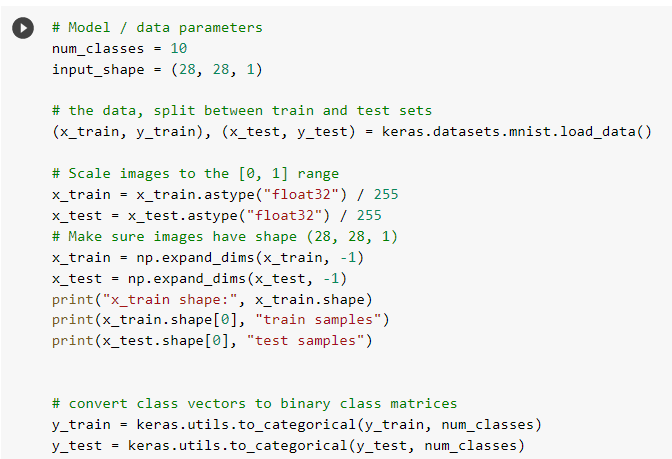 # Model / data parameters
num_classes = 10
input_shape = (28, 28, 1)
# the data, split between train and test sets
(x_train, y_train), (x_test, y_test) = keras.datasets.mnist.load_data()
# Scale images to the [0, 1] range
x_train = x_train.astype("float32") / 255
x_test = x_test.astype("float32") / 255
# Make sure images have shape (28, 28, 1)
x_train = np.expand_dims(x_train, -1)
x_test = np.expand_dims(x_test, -1)
print("x_train shape:", x_train.shape)
print(x_train.shape[0], "train samples")
print(x_test.shape[0], "test samples")
# convert class vectors to binary class matrices
y_train = keras.utils.to_categorical(y_train, num_classes)
y_test = keras.utils.to_categorical(y_test, num_classes)